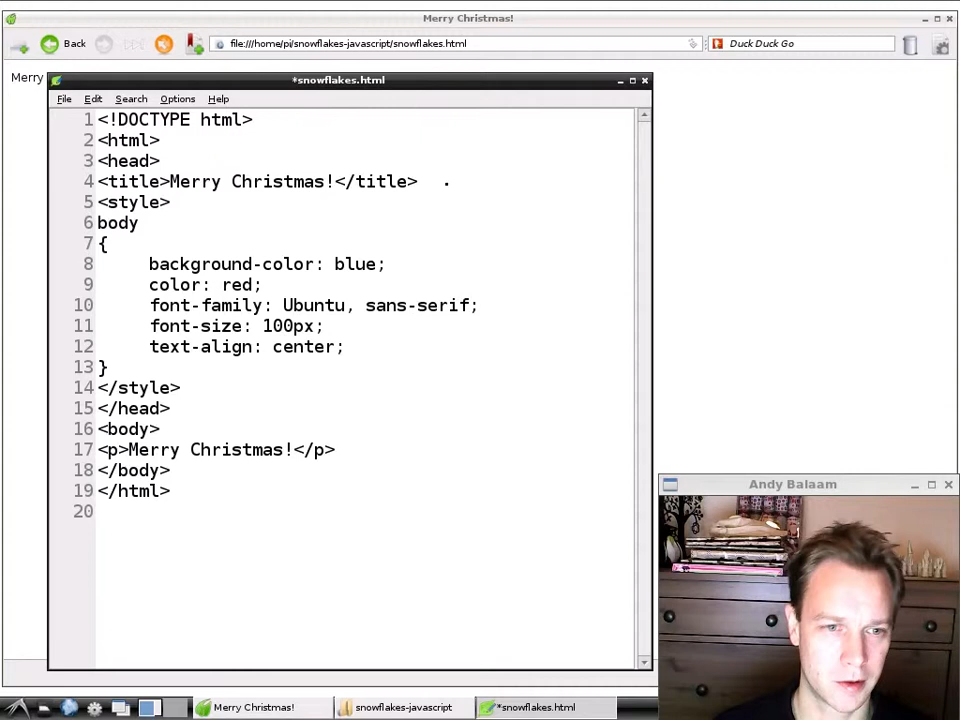 Merry Christmas!
Back
file:///home/pi/snowflakes-javascript/snowflakes.html
Duck Duck Go
Merry
*snowflakes.html
File Edit Search Options Help
1 <!DOCTYPE html>
2 <html>
3 <head>
4 <title>Merry Christmas!</title>
5 <style>
6 body
7 {
8 background-color: blue;
9 color: red;
10 font-family: Ubuntu, sans-serif;
11 font-size: 100px;
12 text-align: center;
13 }
14 </style>
15 </head>
16 <body>
17 <p>Merry Christmas!</p>
18 </body>
19 </html>
20
Andy Balaam
Merry Christmas!
snowflakes-javascript
*snowflakes.html